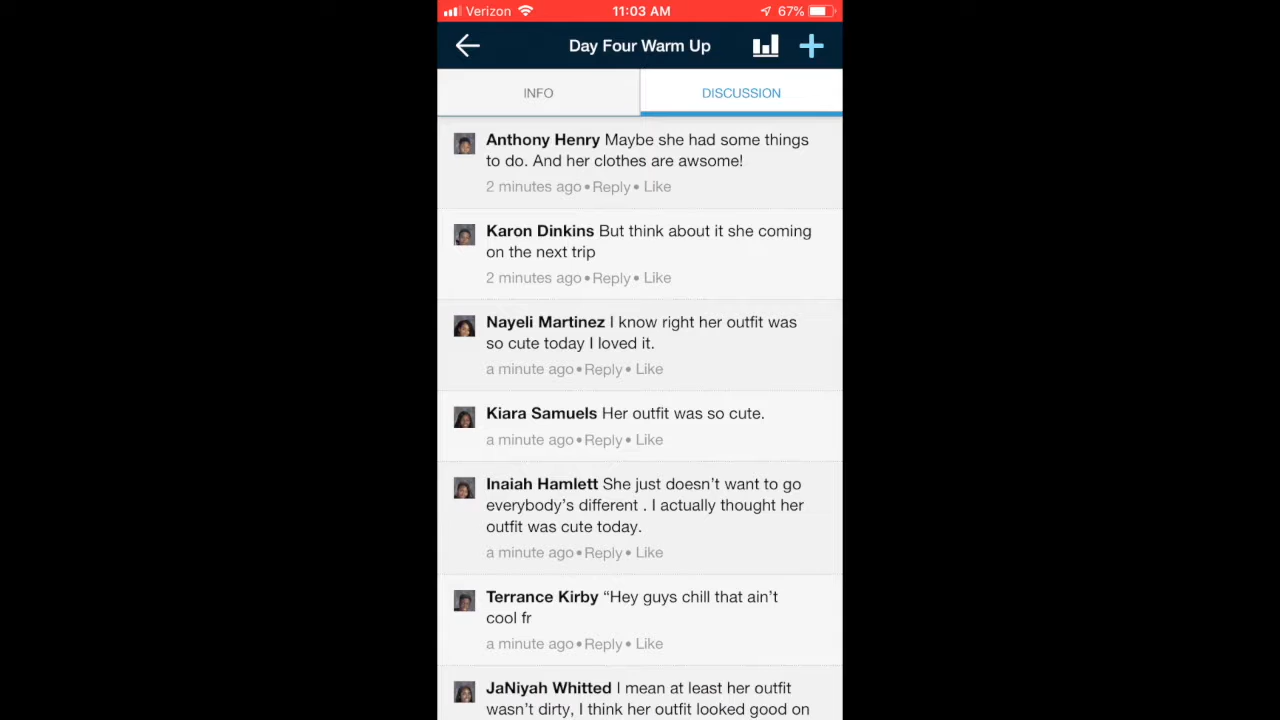 Verizon 11:03 AM 67%
Day Four Warm Up
INFO DISCUSSION
Anthony Henry Maybe she had some things
to do. And her clothes are awsome!
2 minutes ago • Reply • Like
Karon Dinkins But think about it she coming
on the next trip
2 minutes ago • Reply • Like
Nayeli Martinez I know right her outfit was
so cute today I loved it.
a minute ago • Reply • Like
Kiara Samuels Her outfit was so cute.
a minute ago • Reply • Like
Inaiah Hamlett She just doesn’t want to go
everybody’s different . I actually thought her
outfit was cute today.
a minute ago • Reply • Like
Terrance Kirby “Hey guys chill that ain’t
cool fr
a minute ago • Reply • Like
JaNiyah Whitted I mean at least her outfit
wasn’t dirty, I think her outfit looked good on